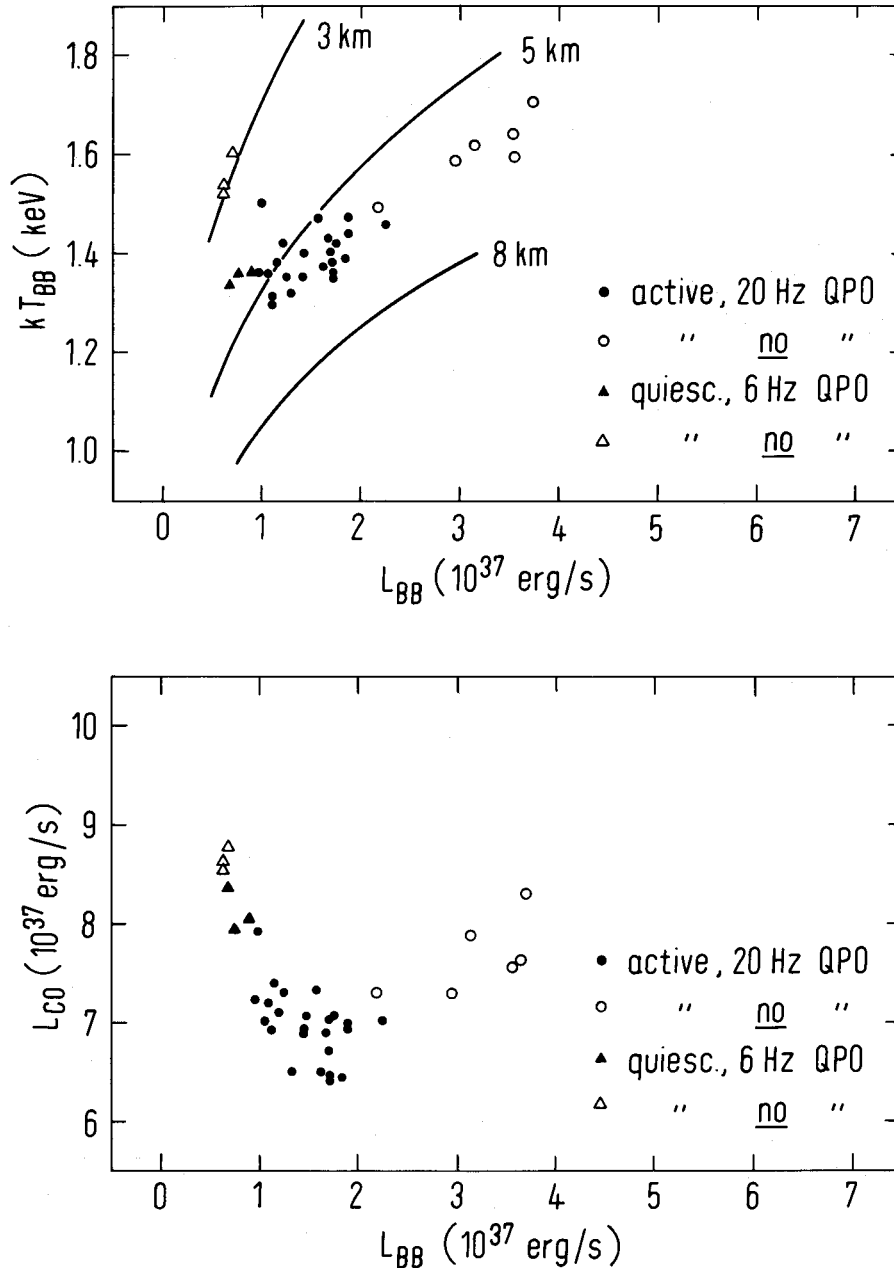 1.8
1.6
1.4
1.2
1.0
kT_BB (keV)
3 km
5 km
8 km
• active, 20 Hz QPO
○ " no "
▲ quiesc., 6 Hz QPO
△ " no "
0 1 2 3 4 5 6 7
L_BB (10^37 erg/s)
10
9
8
7
6
L_CO (10^37 erg/s)
• active, 20 Hz QPO
○ " no "
▲ quiesc., 6 Hz QPO
△ " no "
0 1 2 3 4 5 6 7
L_BB (10^37 erg/s)